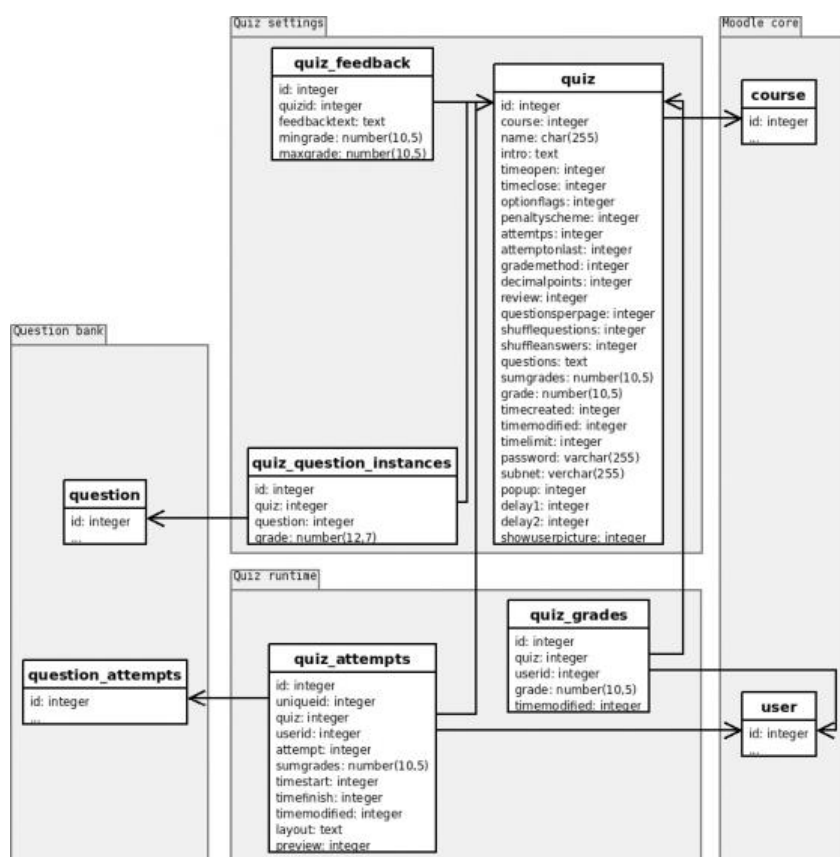 Quiz settings
quiz_feedback
id: integer
quizid: integer
feedbacktext: text
mingrade: number(10,5)
maxgrade: number(10,5)
quiz
id: integer
course: integer
name: char(255)
intro: text
timeopen: integer
timeclose: integer
optionflags: integer
penaltyscheme: integer
attemtps: integer
attemptonlast: integer
grademethod: integer
decimalpoints: integer
review: integer
questionsperpage: integer
shufflequestions: integer
shuffleanswers: integer
questions: text
sumgrades: number(10,5)
grade: number(10,5)
timecreated: integer
timemodified: integer
timelimit: integer
password: varchar(255)
subnet: verchar(255)
popup: integer
delay1: integer
delay2: integer
showuserpicture: integer
Moodle core
course
id: integer
...
Question bank
question
id: integer
...
quiz_question_instances
id: integer
quiz: integer
question: integer
grade: number(12,7)
Quiz runtime
question_attempts
id: integer
...
quiz_attempts
id: integer
uniqueid: integer
quiz: integer
userid: integer
attempt: integer
sumgrades: number(10,5)
timestart: integer
timefinish: integer
timemodified: integer
layout: text
preview: integer
quiz_grades
id: integer
quiz: integer
userid: integer
grade: number(10,5)
timemodified: integer
user
id: integer
...